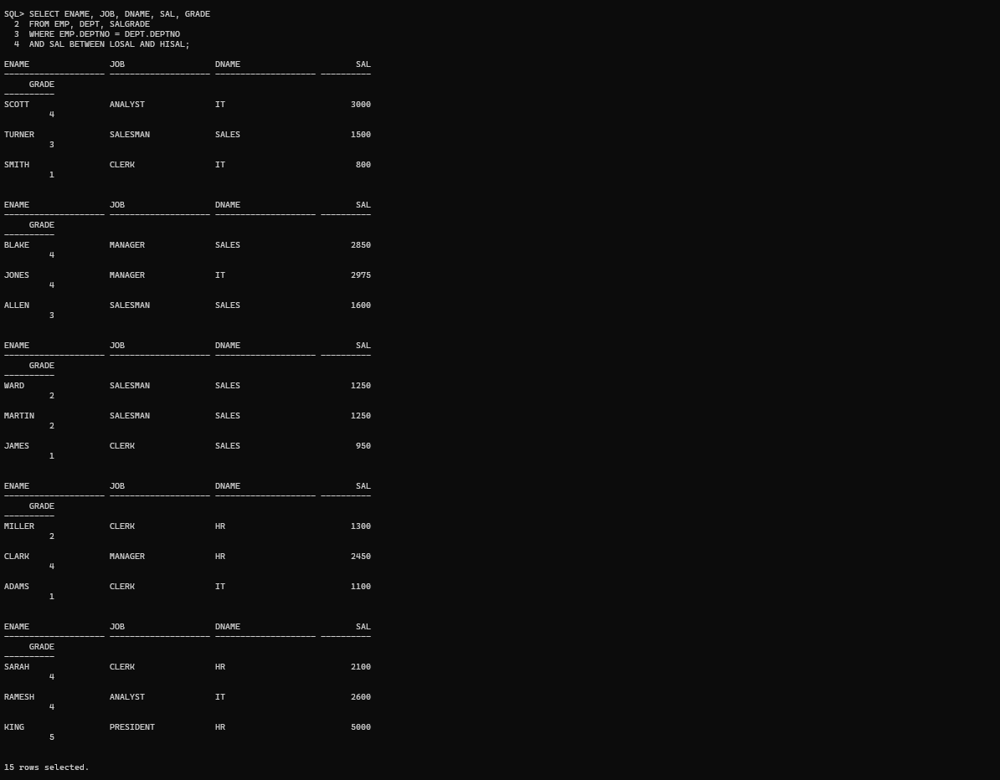 SQL> SELECT ENAME, JOB, DNAME, SAL, GRADE
  2  FROM EMP, DEPT, SALGRADE
  3  WHERE EMP.DEPTNO = DEPT.DEPTNO
  4  AND SAL BETWEEN LOSAL AND HISAL;

ENAME                JOB                  DNAME                       SAL
-------------------- -------------------- -------------------- ----------
     GRADE
----------
SCOTT                ANALYST              IT                         3000
         4

TURNER               SALESMAN             SALES                      1500
         3

SMITH                CLERK                IT                          800
         1


ENAME                JOB                  DNAME                       SAL
-------------------- -------------------- -------------------- ----------
     GRADE
----------
BLAKE                MANAGER              SALES                      2850
         4

JONES                MANAGER              IT                         2975
         4

ALLEN                SALESMAN             SALES                      1600
         3


ENAME                JOB                  DNAME                       SAL
-------------------- -------------------- -------------------- ----------
     GRADE
----------
WARD                 SALESMAN             SALES                      1250
         2

MARTIN               SALESMAN             SALES                      1250
         2

JAMES                CLERK                SALES                       950
         1


ENAME                JOB                  DNAME                       SAL
-------------------- -------------------- -------------------- ----------
     GRADE
----------
MILLER               CLERK                HR                         1300
         2

CLARK                MANAGER              HR                         2450
         4

ADAMS                CLERK                IT                         1100
         1


ENAME                JOB                  DNAME                       SAL
-------------------- -------------------- -------------------- ----------
     GRADE
----------
SARAH                CLERK                HR                         2100
         4

RAMESH               ANALYST              IT                         2600
         4

KING                 PRESIDENT            HR                         5000
         5


15 rows selected.